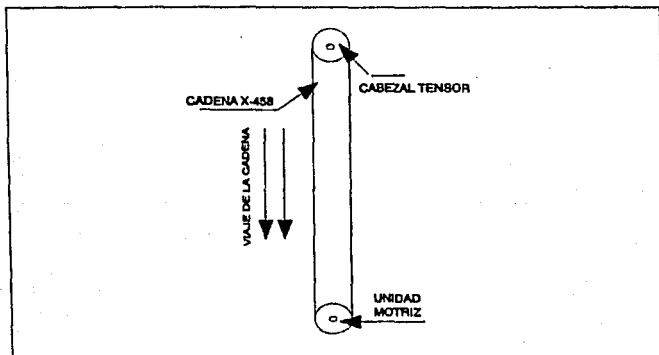 CABEZAL TENSOR
CADENA X-458
VIAJE DE LA CADENA
UNIDAD
MOTRIZ